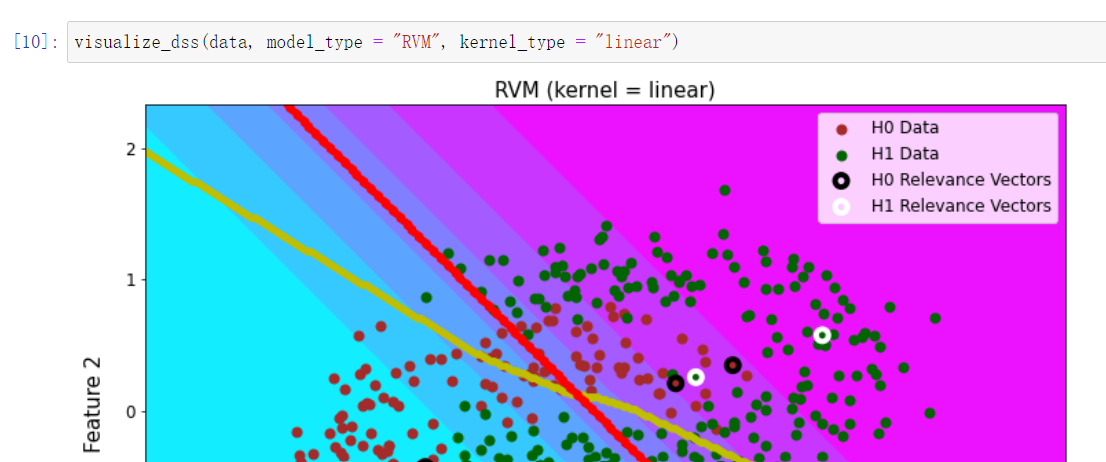 [10]: visualize_dss(data, model_type = "RVM", kernel_type = "linear")
RVM (kernel = linear)
H0 Data
H1 Data
H0 Relevance Vectors
H1 Relevance Vectors
2
1
0
Feature 2